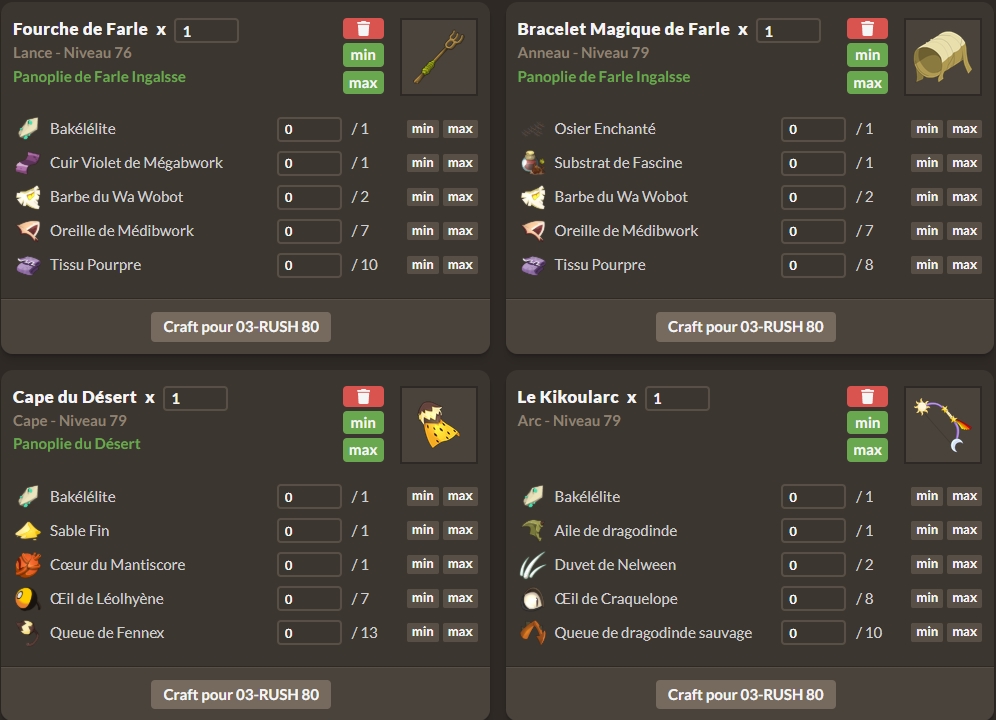 Fourche de Farle x 1
Lance - Niveau 76
Panoplie de Farle Ingalsse
min
max
Bakélélite 0 / 1 min max
Cuir Violet de Mégabwork 0 / 1 min max
Barbe du Wa Wobot 0 / 2 min max
Oreille de Médibwork 0 / 7 min max
Tissu Pourpre 0 / 10 min max
Craft pour 03-RUSH 80
Bracelet Magique de Farle x 1
Anneau - Niveau 79
Panoplie de Farle Ingalsse
min
max
Osier Enchanté 0 / 1 min max
Substrat de Fascine 0 / 1 min max
Barbe du Wa Wobot 0 / 2 min max
Oreille de Médibwork 0 / 7 min max
Tissu Pourpre 0 / 8 min max
Craft pour 03-RUSH 80
Cape du Désert x 1
Cape - Niveau 79
Panoplie du Désert
min
max
Bakélélite 0 / 1 min max
Sable Fin 0 / 1 min max
Cœur du Mantiscore 0 / 1 min max
Œil de Léolhyène 0 / 7 min max
Queue de Fennex 0 / 13 min max
Craft pour 03-RUSH 80
Le Kikoularc x 1
Arc - Niveau 79
min
max
Bakélélite 0 / 1 min max
Aile de dragodinde 0 / 1 min max
Duvet de Nelween 0 / 2 min max
Œil de Craquelope 0 / 8 min max
Queue de dragodinde sauvage 0 / 10 min max
Craft pour 03-RUSH 80